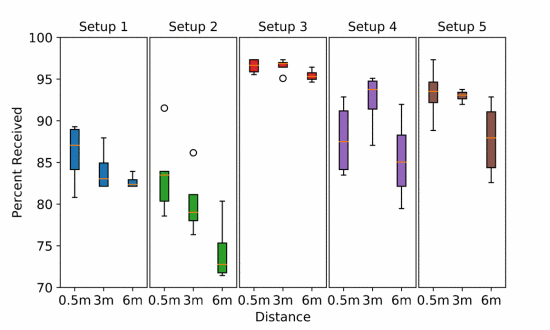 Setup 1 Setup 2 Setup 3 Setup 4 Setup 5
100
95
90
85
80
75
70
Percent Received
0.5m 3m 6m 0.5m 3m 6m 0.5m 3m 6m 0.5m 3m 6m 0.5m 3m 6m
Distance